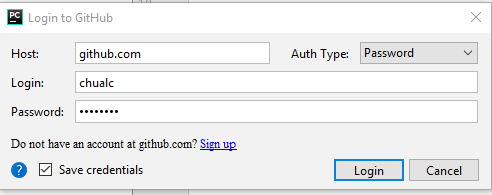 PC Login to GitHub
Host: github.com Auth Type: Password
Login: chualc
Password: ••••••••
Do not have an account at github.com? Sign up
? Save credentials Login Cancel